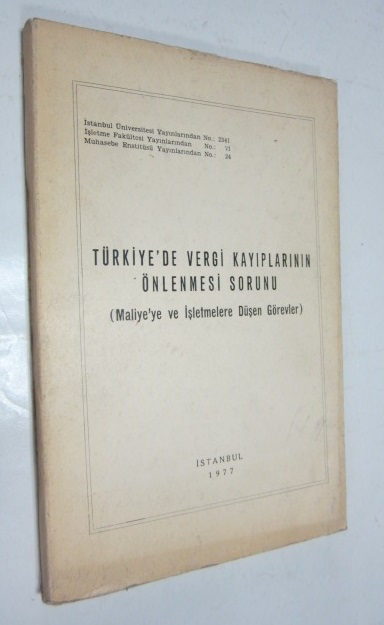 İstanbul Üniversitesi Yayınlarından No.: 2341
İşletme Fakültesi Yayınlarından No.: 71
Muhasebe Enstitüsü Yayınlarından No.: 24
TÜRKİYE'DE VERGİ KAYIPLARININ
ÖNLENMESİ SORUNU
(Maliye'ye ve İşletmelere Düşen Görevler)
İSTANBUL
1977